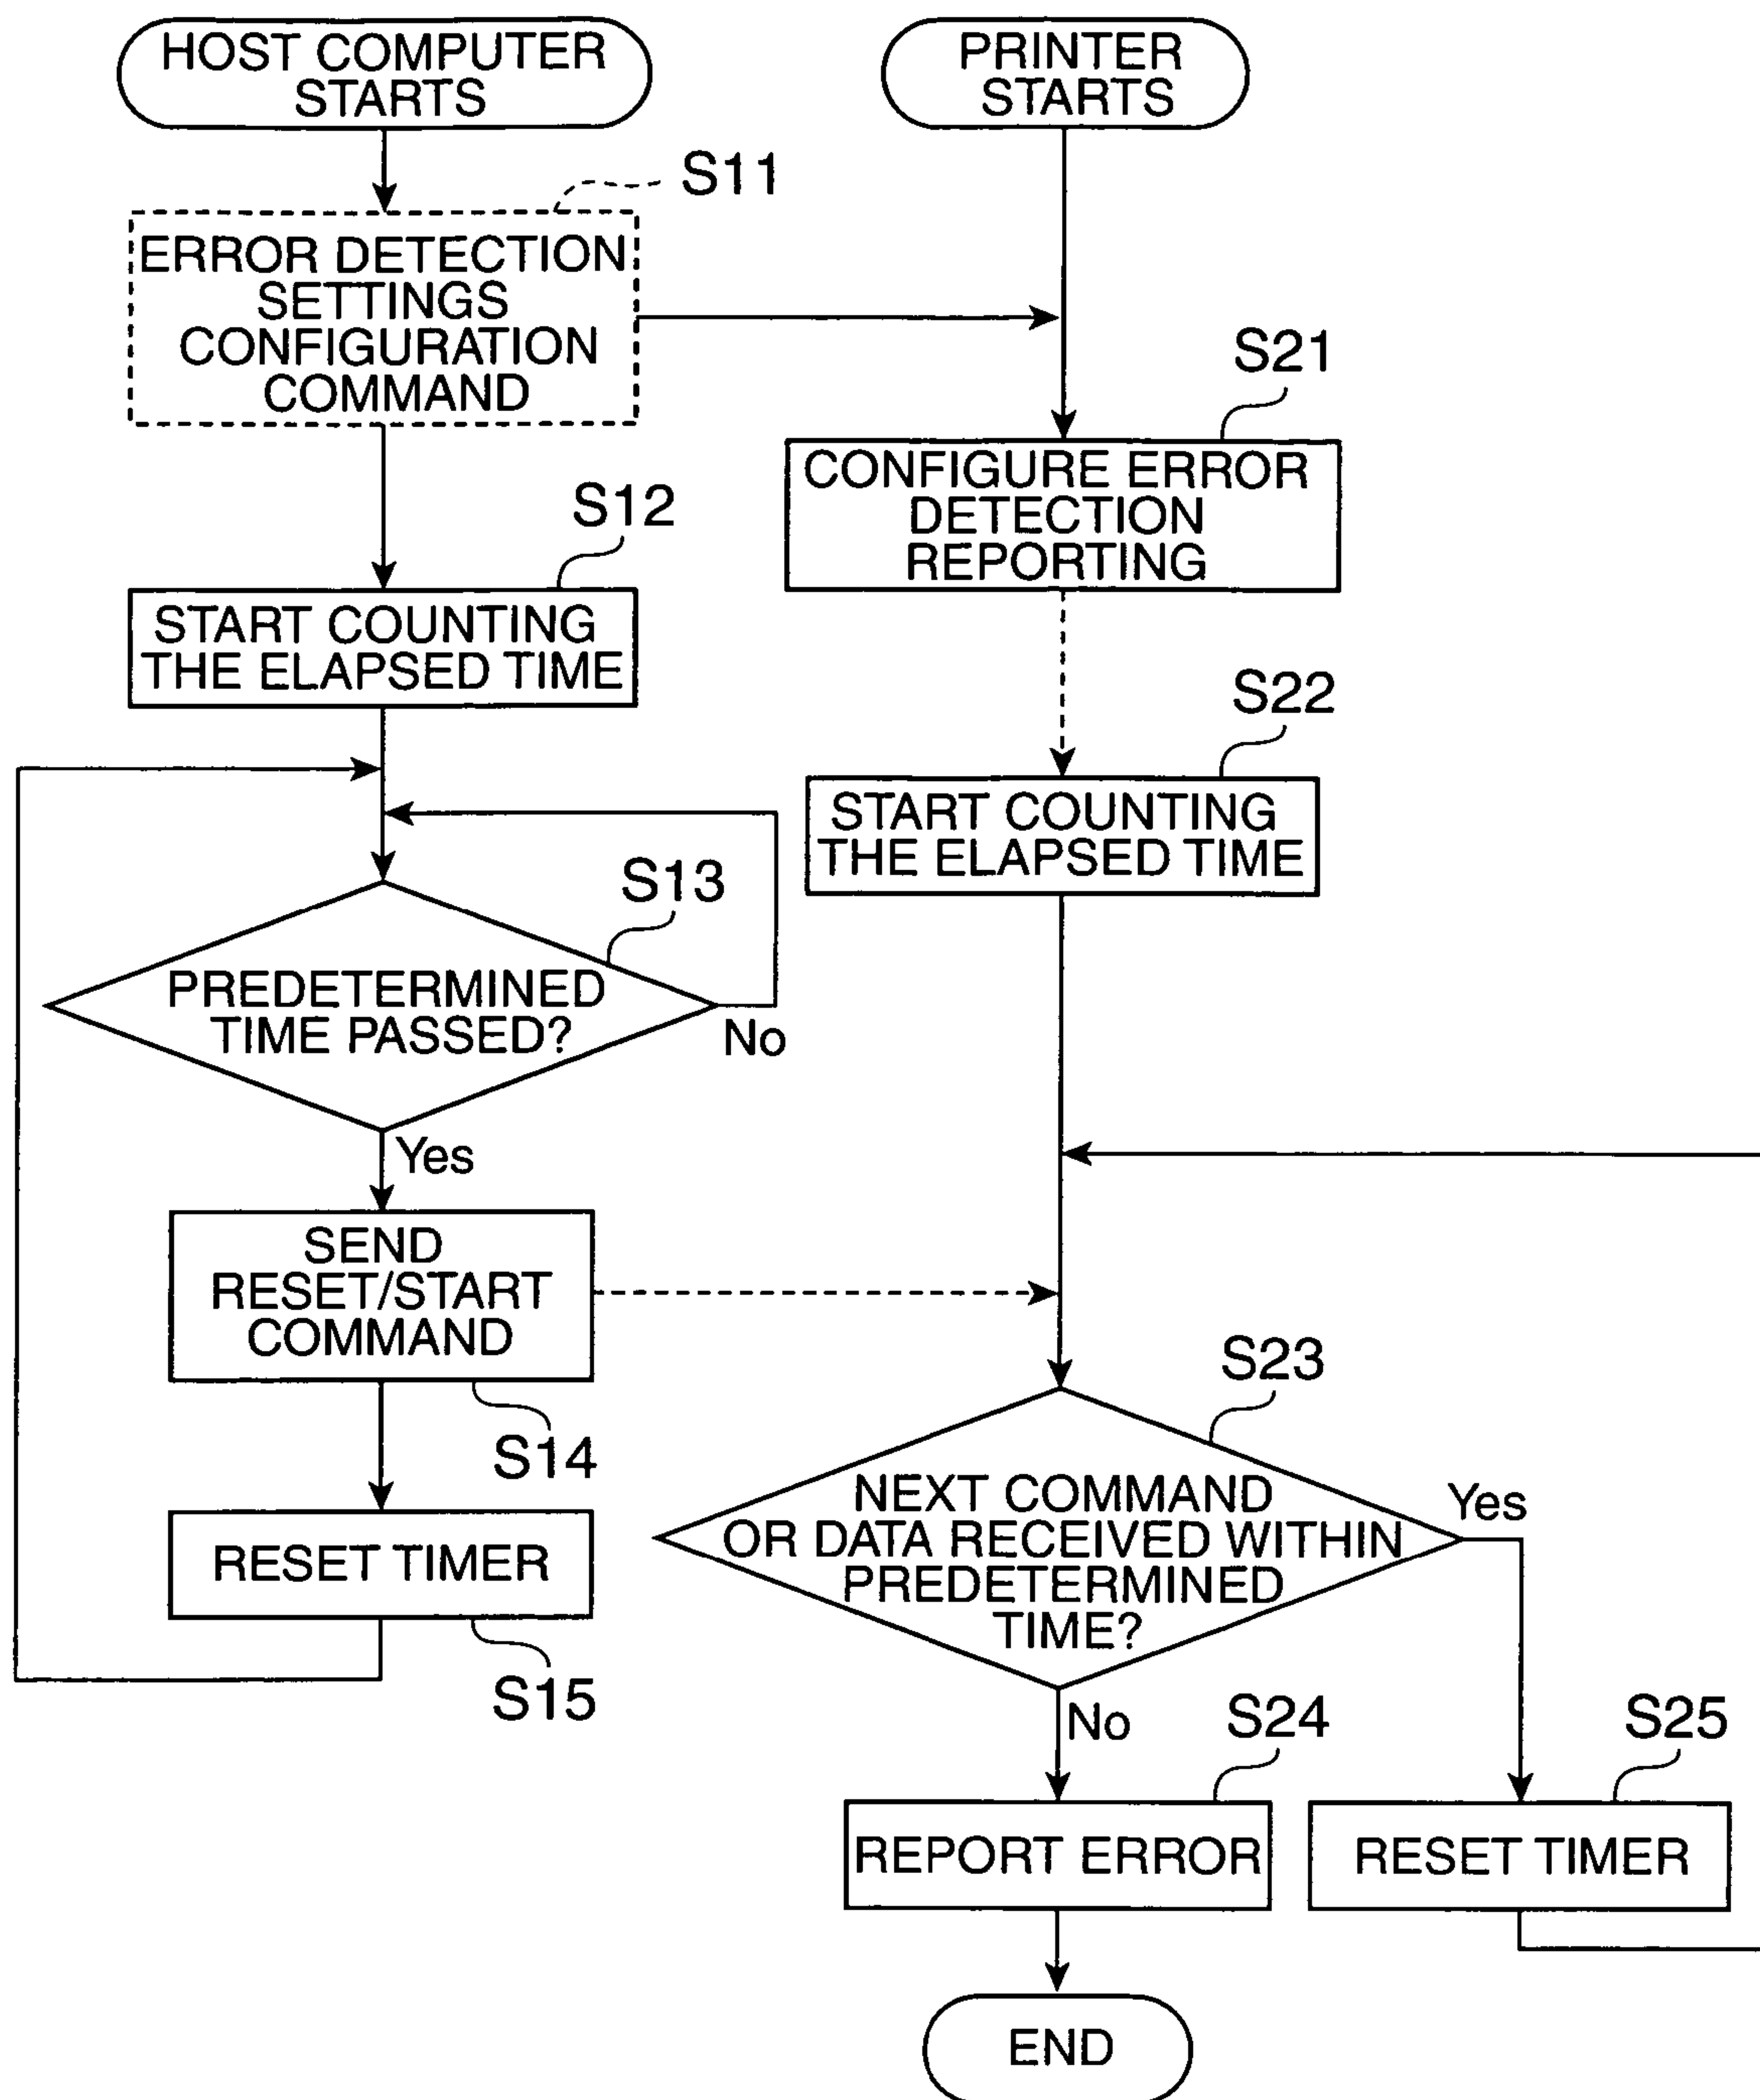 HOST COMPUTER
STARTS
S11
ERROR DETECTION
SETTINGS
CONFIGURATION
COMMAND
S12
START COUNTING
THE ELAPSED TIME
S13
PREDETERMINED
TIME PASSED?
No
Yes
SEND
RESET/START
COMMAND
S14
RESET TIMER
S15
PRINTER
STARTS
S21
CONFIGURE ERROR
DETECTION
REPORTING
S22
START COUNTING
THE ELAPSED TIME
S23
NEXT COMMAND
OR DATA RECEIVED WITHIN
PREDETERMINED
TIME?
Yes
No
S24
REPORT ERROR
S25
RESET TIMER
END